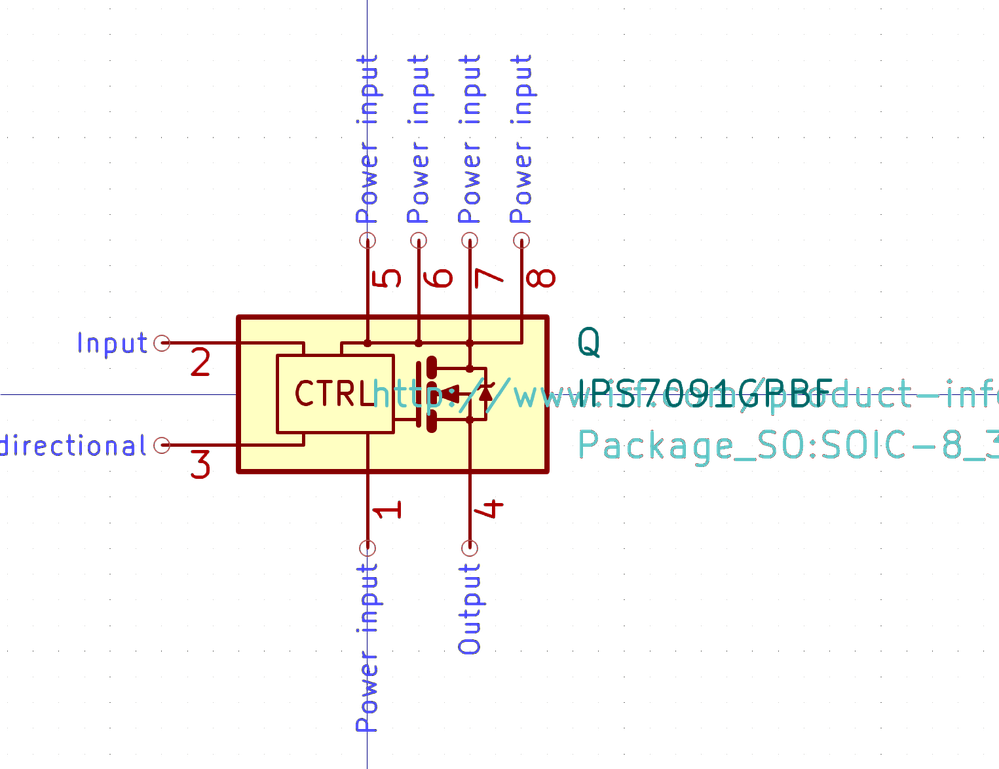 Power input
Power input
Power input
Power input
5
6
7
8
Input
2
Q
CTRL
http://www.irf.com/product-info
IPS7091GPBF
directional
3
Package_SO:SOIC-8_3
1
4
Power input
Output